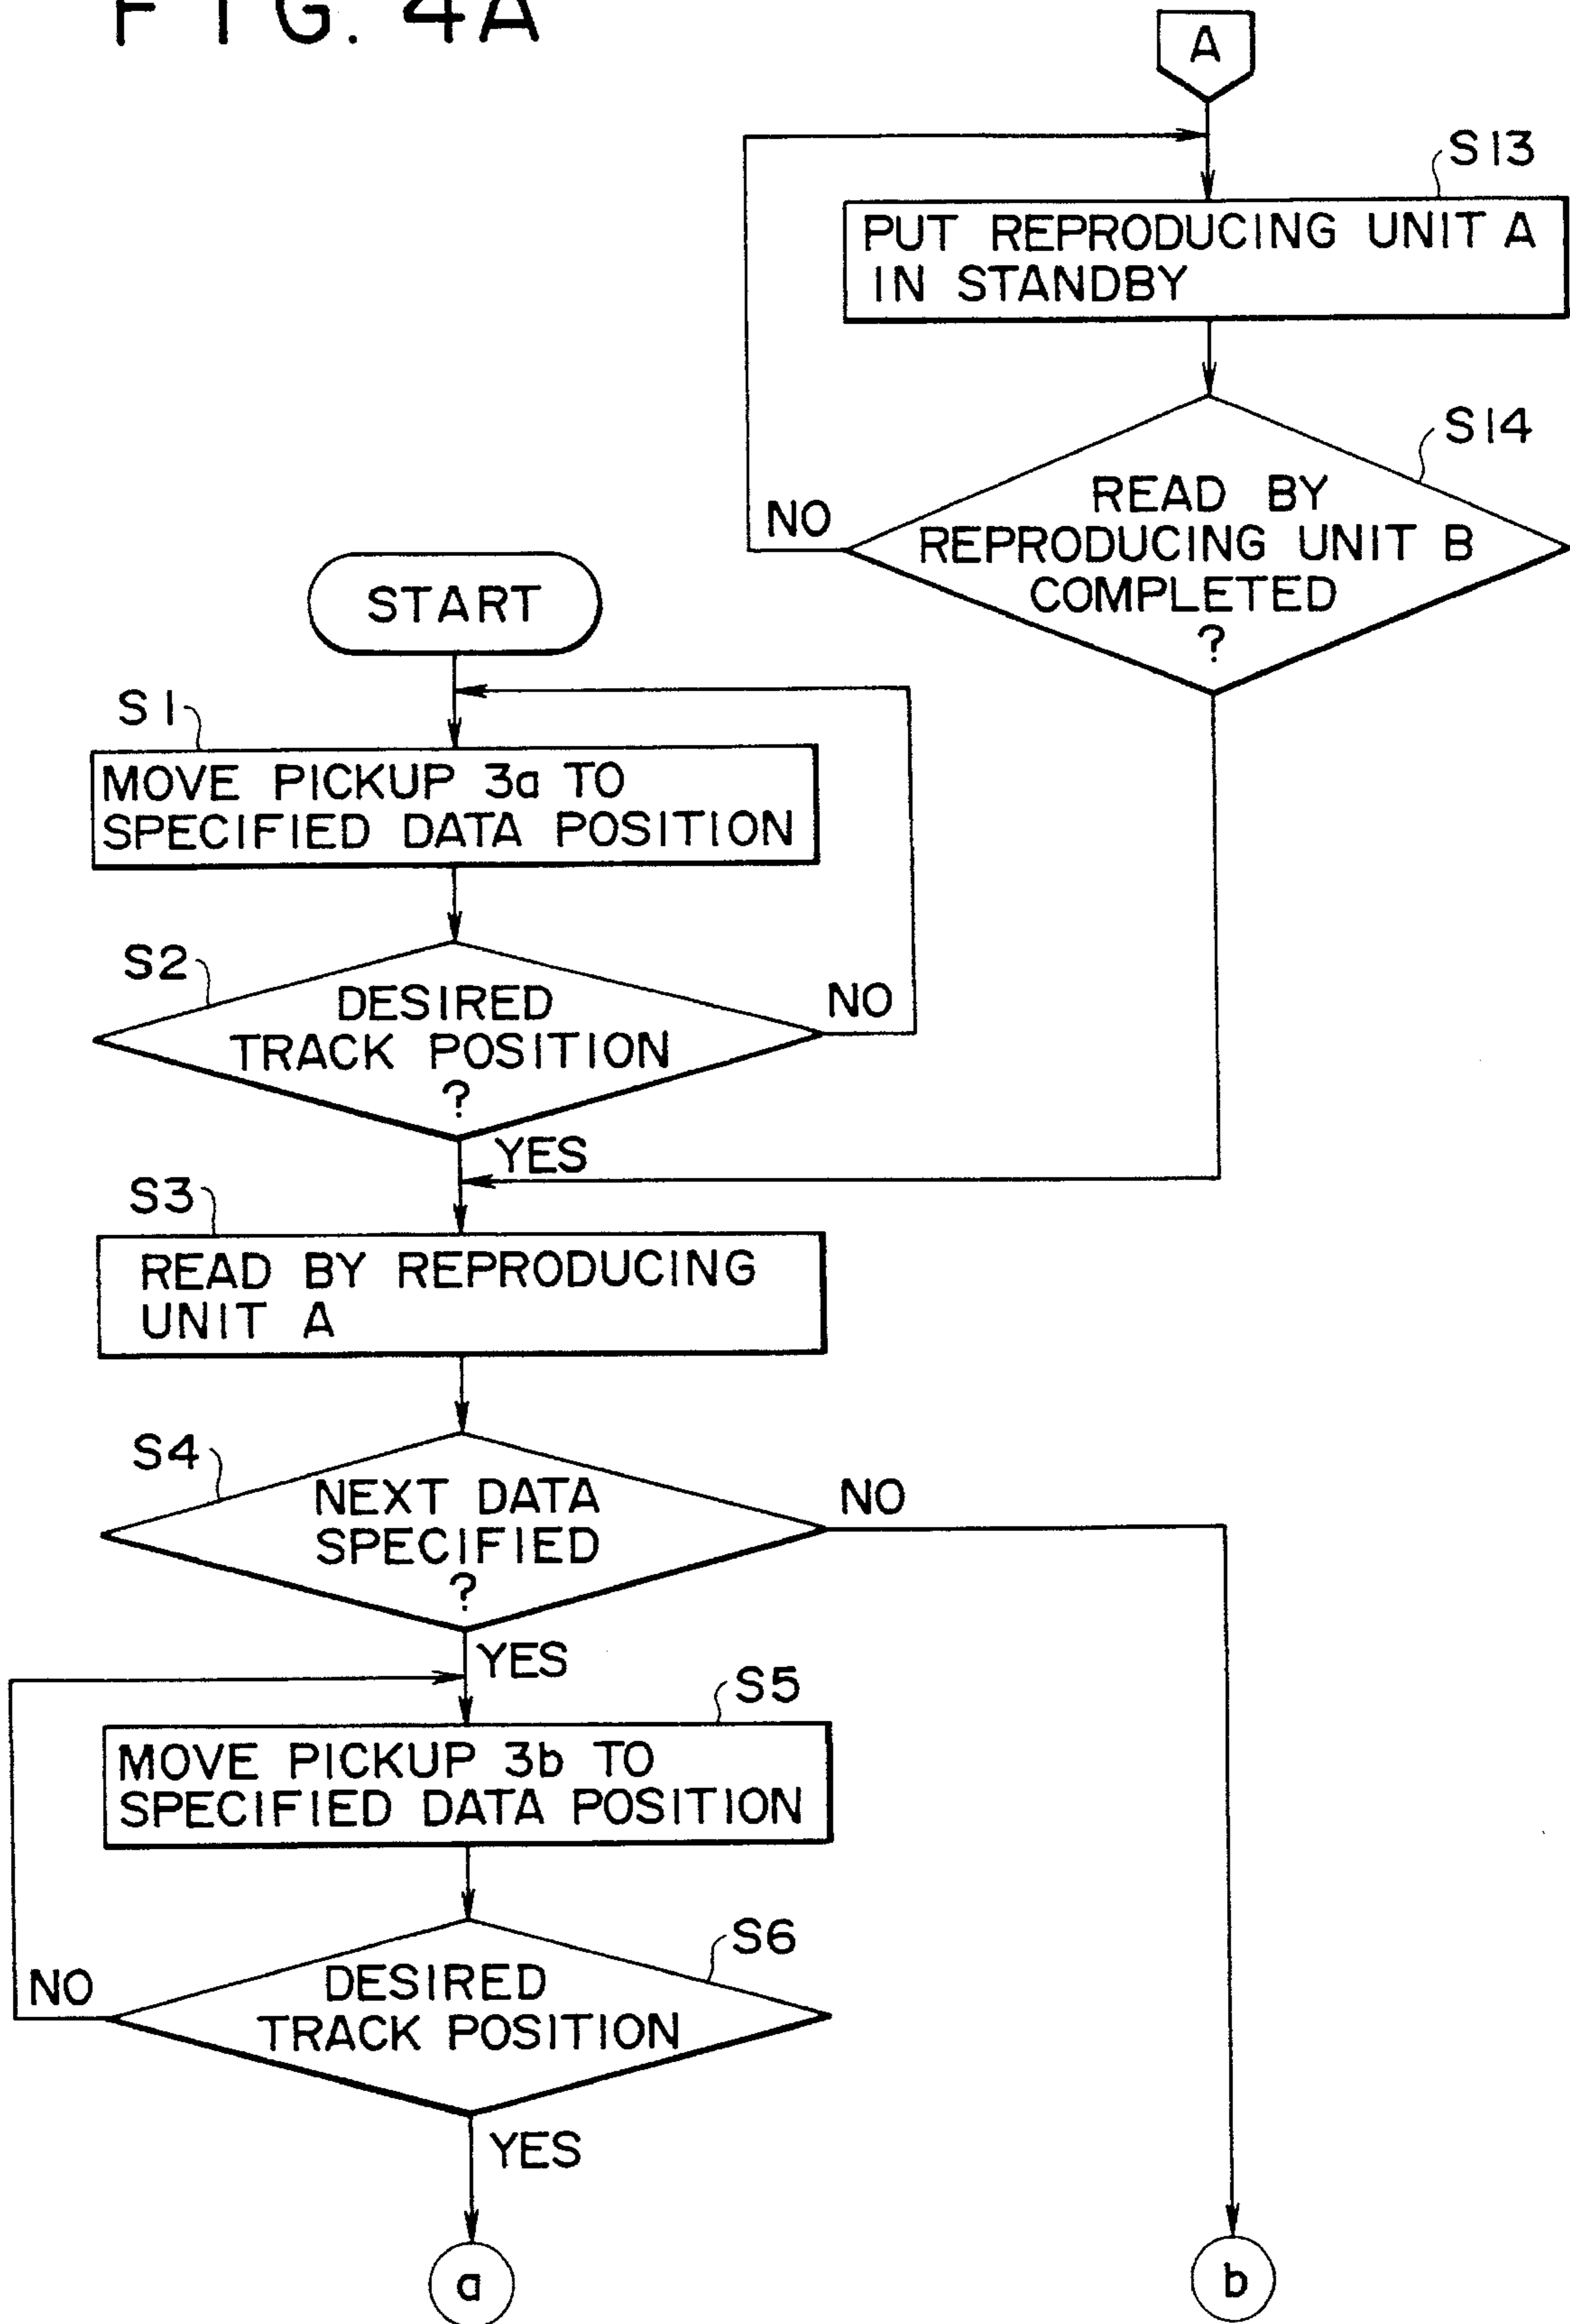 FIG. 4A
A
S13
PUT REPRODUCING UNIT A
IN STANDBY
S14
READ BY
REPRODUCING UNIT B
COMPLETED
?
NO
START
S1
MOVE PICKUP 3a TO
SPECIFIED DATA POSITION
S2
DESIRED
TRACK POSITION
?
NO
YES
S3
READ BY REPRODUCING
UNIT A
S4
NEXT DATA
SPECIFIED
?
NO
YES
S5
MOVE PICKUP 3b TO
SPECIFIED DATA POSITION
S6
DESIRED
TRACK POSITION
NO
YES
a
b